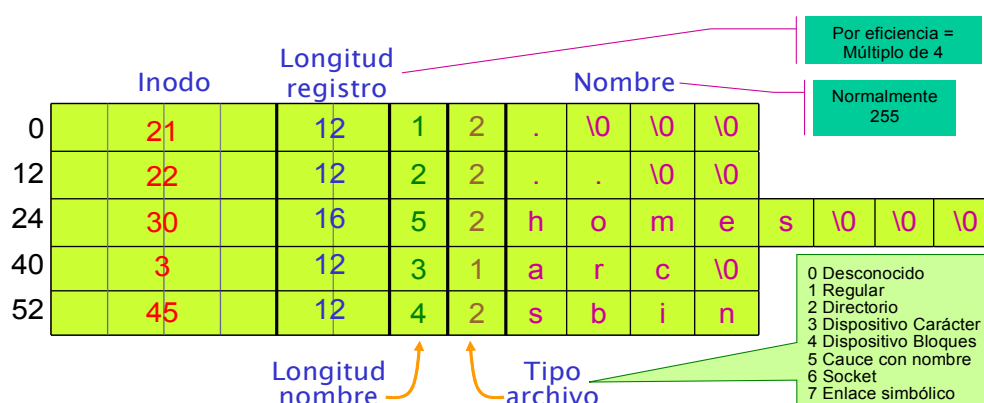 Por eficiencia =
Múltiplo de 4
Longitud
registro
Inodo
Nombre
Normalmente
255
0 21 12 1 2 . \0 \0 \0
12 22 12 2 2 . . \0 \0
24 30 16 5 2 h o m e s \0 \0 \0
40 3 12 3 1 a r c \0
52 45 12 4 2 s b i n
0 Desconocido
1 Regular
2 Directorio
3 Dispositivo Carácter
4 Dispositivo Bloques
5 Cauce con nombre
6 Socket
7 Enlace simbólico
Longitud
nombre
Tipo
archivo